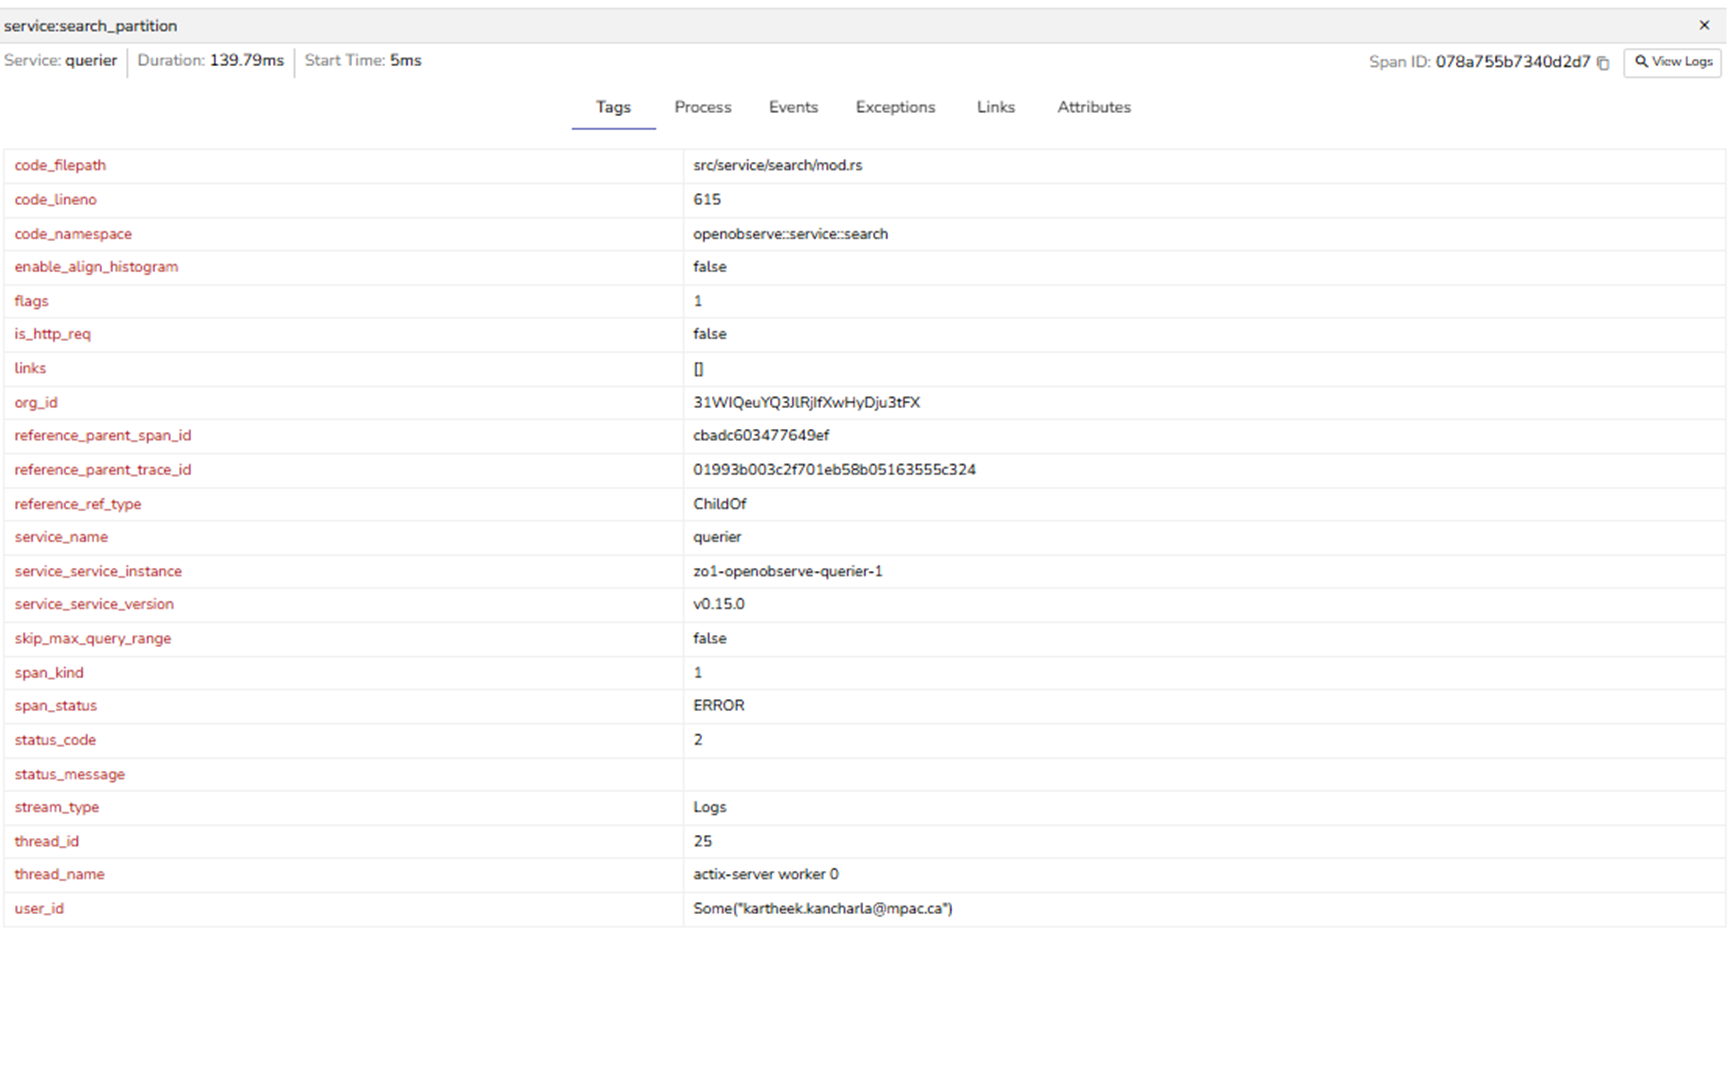 service:search_partition
Service: querier Duration: 139.79ms Start Time: 5ms Span ID: 078a755b7340d2d7 View Logs
Tags Process Events Exceptions Links Attributes
code_filepath src/service/search/mod.rs
code_lineno 615
code_namespace openobserve::service::search
enable_align_histogram false
flags 1
is_http_req false
links []
org_id 31WIQeuYQ3JlRjIfXwHyDju3tFX
reference_parent_span_id cbadc603477649ef
reference_parent_trace_id 01993b003c2f701eb58b05163555c324
reference_ref_type ChildOf
service_name querier
service_service_instance zo1-openobserve-querier-1
service_service_version v0.15.0
skip_max_query_range false
span_kind 1
span_status ERROR
status_code 2
status_message
stream_type Logs
thread_id 25
thread_name actix-server worker 0
user_id Some("kartheek.kancharla@mpac.ca")